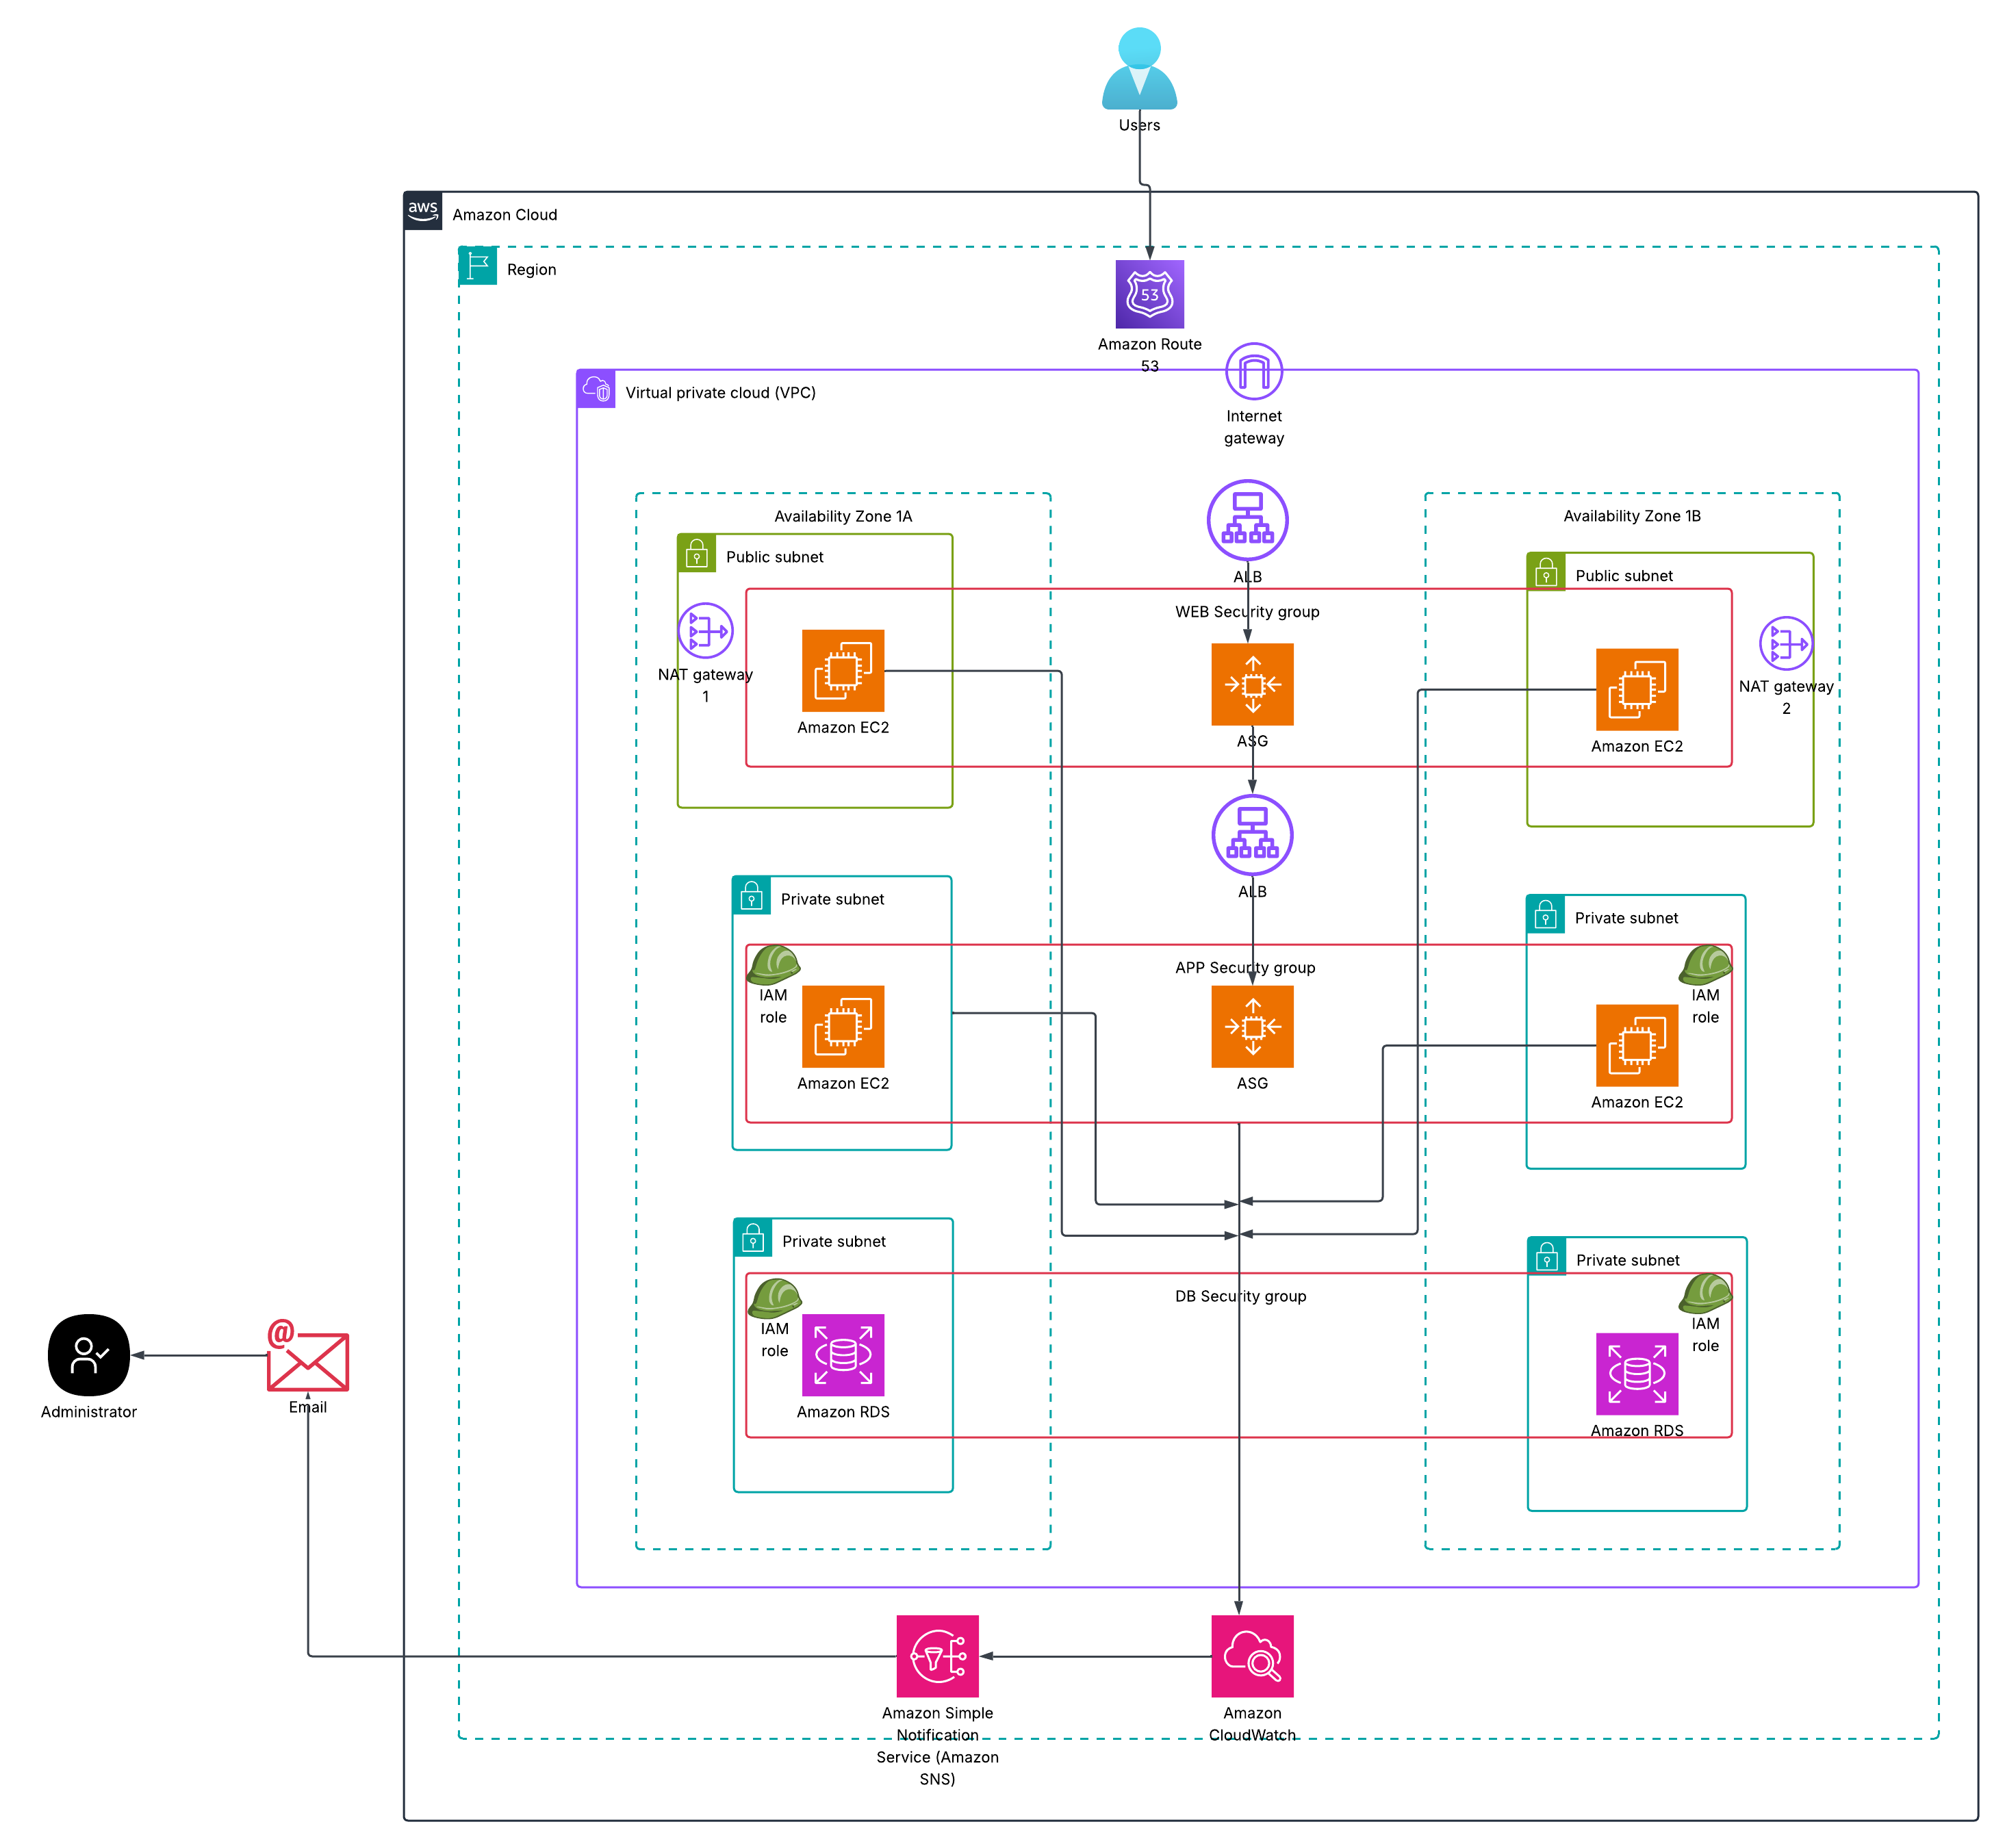 Users
aws
Amazon Cloud
Region
53
Amazon Route
53
Virtual private cloud (VPC)
Internet
gateway
Availability Zone 1A
Availability Zone 1B
Public subnet
Public subnet
ALB
WEB Security group
NAT gateway
1
NAT gateway
2
Amazon EC2
ASG
Amazon EC2
Private subnet
ALB
Private subnet
APP Security group
IAM
role
IAM
role
Amazon EC2
ASG
Amazon EC2
Private subnet
Private subnet
DB Security group
IAM
role
IAM
role
@
Administrator
Email
Amazon RDS
Amazon RDS
Amazon Simple
Notification
Service (Amazon
SNS)
Amazon
CloudWatch